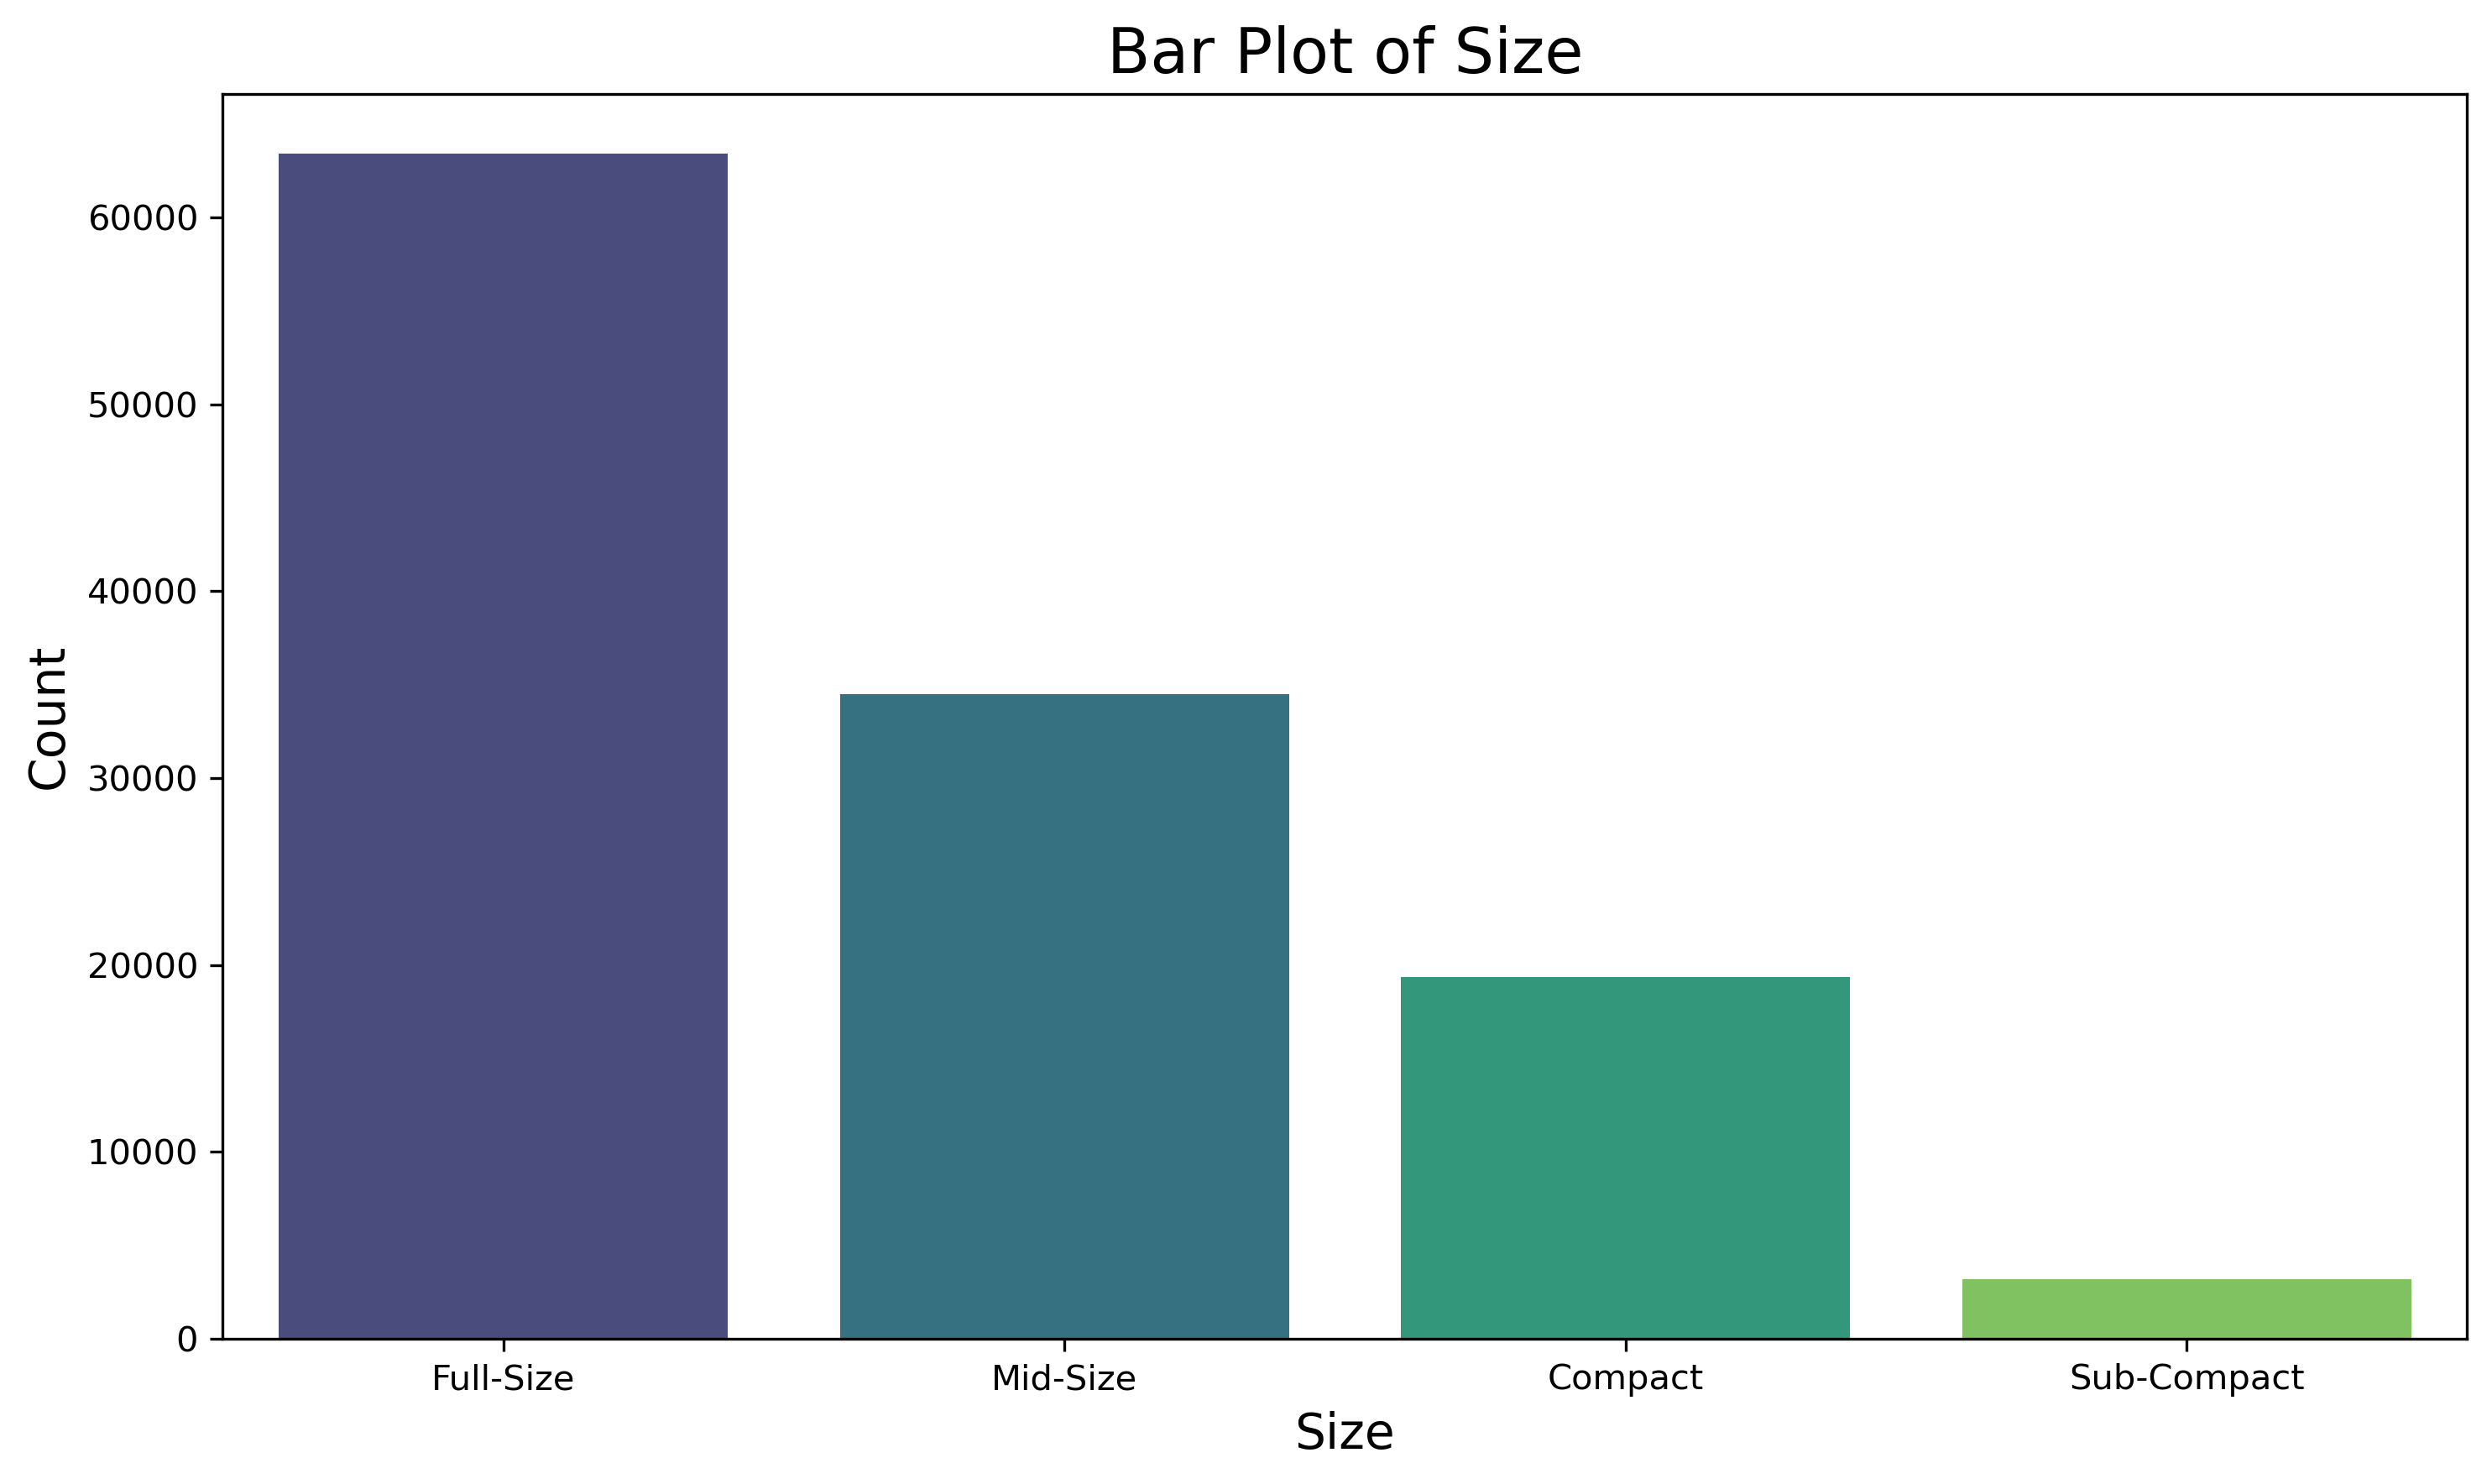 Bar Plot of Size
Count
60000
50000
40000
30000
20000
10000
0
Full-Size
Mid-Size
Compact
Sub-Compact
Size